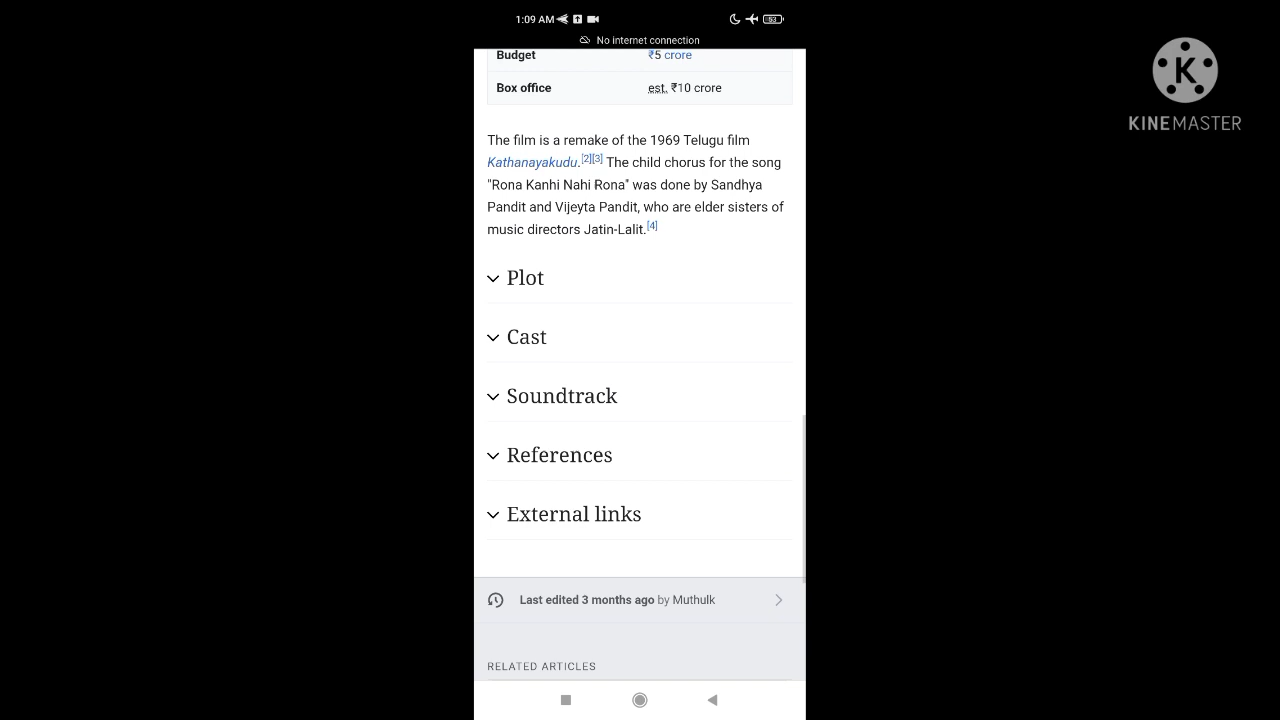 1:09 AM
53
No internet connection
KINEMASTER
Budget ₹5 crore
Box office est. ₹10 crore
The film is a remake of the 1969 Telugu film
Kathanayakudu.[2][3] The child chorus for the song
"Rona Kanhi Nahi Rona" was done by Sandhya
Pandit and Vijeyta Pandit, who are elder sisters of
music directors Jatin-Lalit.[4]
Plot
Cast
Soundtrack
References
External links
Last edited 3 months ago by Muthulk
RELATED ARTICLES